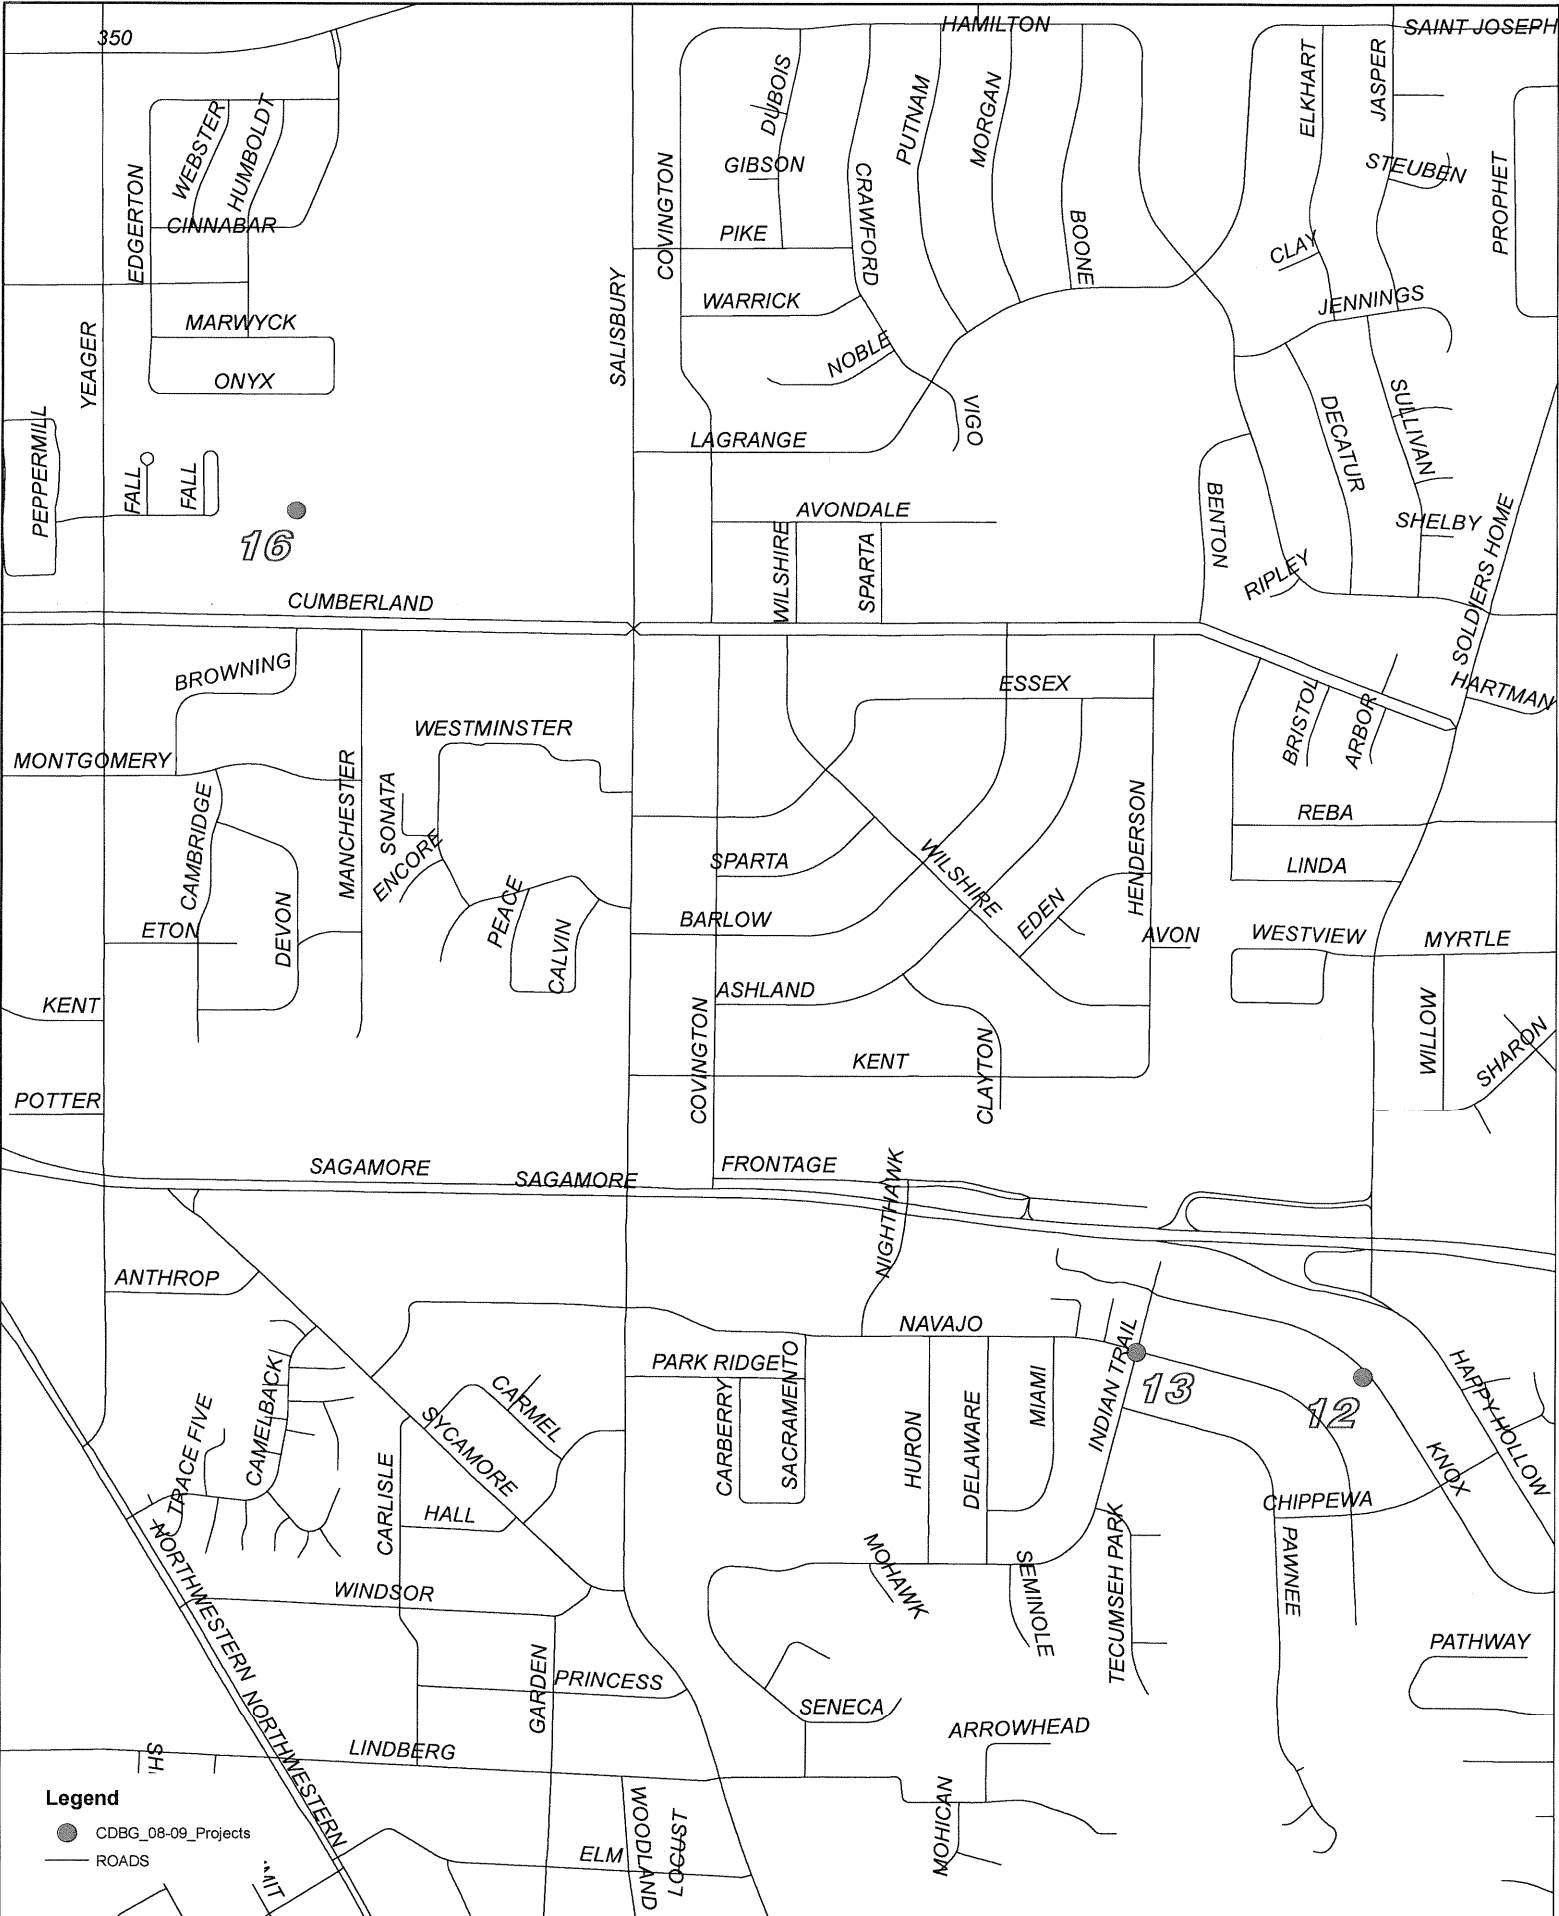 350
HAMILTON
SAINT JOSEPH
DUBOIS
PUTNAM
MORGAN
ELKHART
JASPER
WEBSTER
HUMBOLDT
EDGERTON
CINNABAR
COVINGTON
GIBSON
CRAWFORD
STEUBEN
PROPHET
PIKE
BOONE
CLAY
WARRICK
JENNINGS
YEAGER
MARWYCK
SALISBURY
NOBLE
ONYX
VIGO
DECATUR
SULLIVAN
PEPPERMILL
LAGRANGE
FALL
FALL
BENTON
16
AVONDALE
WILSHIRE
SPARTA
SHELBY
RIPLEY
SOLDIERS HOME
CUMBERLAND
BROWNING
ESSEX
HARTMAN
BRISTOL
ARBOR
WESTMINSTER
MONTGOMERY
MANCHESTER
SONATA
CAMBRIDGE
ENCORE
HENDERSON
REBA
SPARTA
WILSHIRE
LINDA
PEACE
EDEN
BARLOW
ETON
DEVON
CALVIN
AVON
WESTVIEW
MYRTLE
KENT
ASHLAND
WILLOW
SHARON
COVINGTON
KENT
CLAYTON
POTTER
SAGAMORE
SAGAMORE
FRONTAGE
NIGHTHAWK
ANTHROP
NAVAJO
INDIAN TRAIL
PARK RIDGE
SACRAMENTO
CAMELBACK
CARMEL
CARBERRY
MIAMI
13
12
HAPPY HOLLOW
TRACE FIVE
SYCAMORE
HURON
DELAWARE
KNOX
CARLISLE
HALL
CHIPPEWA
TECUMSEH PARK
PAWNEE
MOHAWK
SEMINOLE
NORTHWESTERN
WINDSOR
GARDEN
PRINCESS
PATHWAY
SENECA
ARROWHEAD
NORTHWESTERN
LINDBERG
SH
WOODLAND
LOCUST
MOHICAN
ELM
Legend
CDBG_08-09_Projects
ROADS